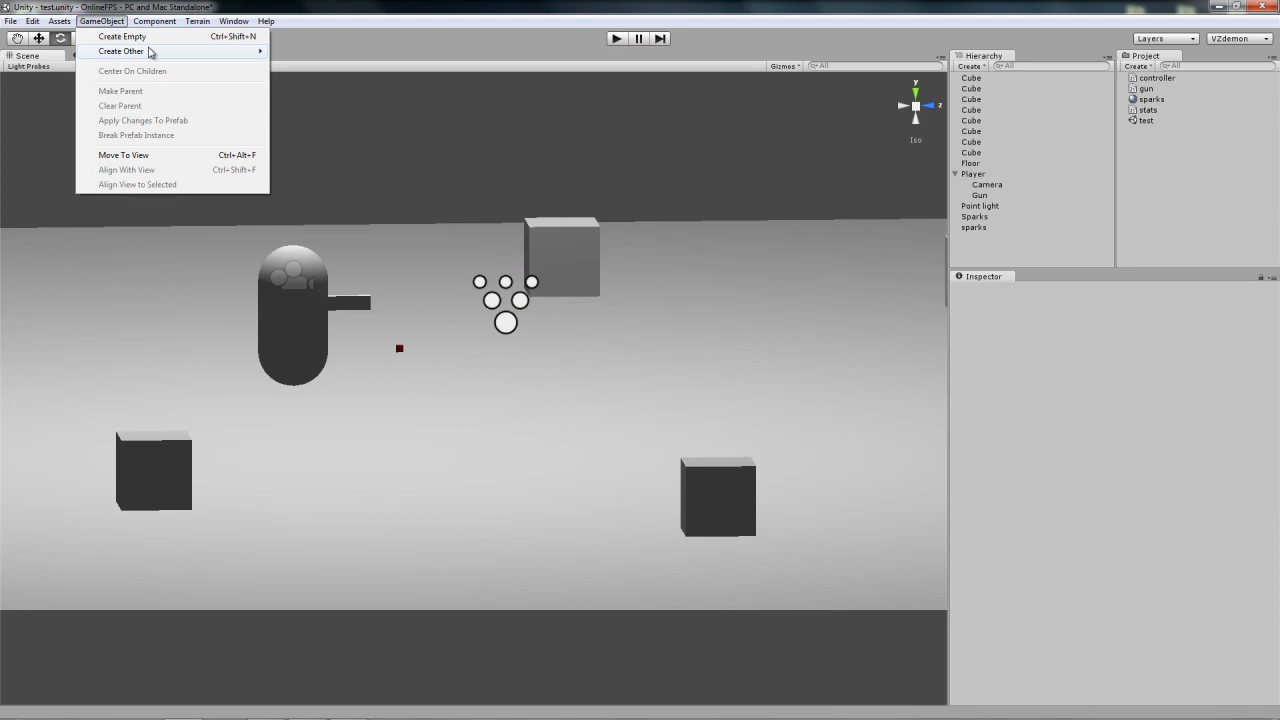 Unity - test.unity - OnlineFPS - PC and Mac Standalone*
File Edit Assets GameObject Component Terrain Window Help
Layers VZdemon
Scene
Light Probes
Gizmos All
Create Empty Ctrl+Shift+N
Create Other
Center On Children
Make Parent
Clear Parent
Apply Changes To Prefab
Break Prefab Instance
Move To View Ctrl+Alt+F
Align With View Ctrl+Shift+F
Align View to Selected
y
z
Iso
Hierarchy
Create All
Cube
Cube
Cube
Cube
Cube
Cube
Cube
Cube
Floor
Player
Camera
Gun
Point light
Sparks
sparks
Project
Create All
controller
gun
sparks
stats
test
Inspector